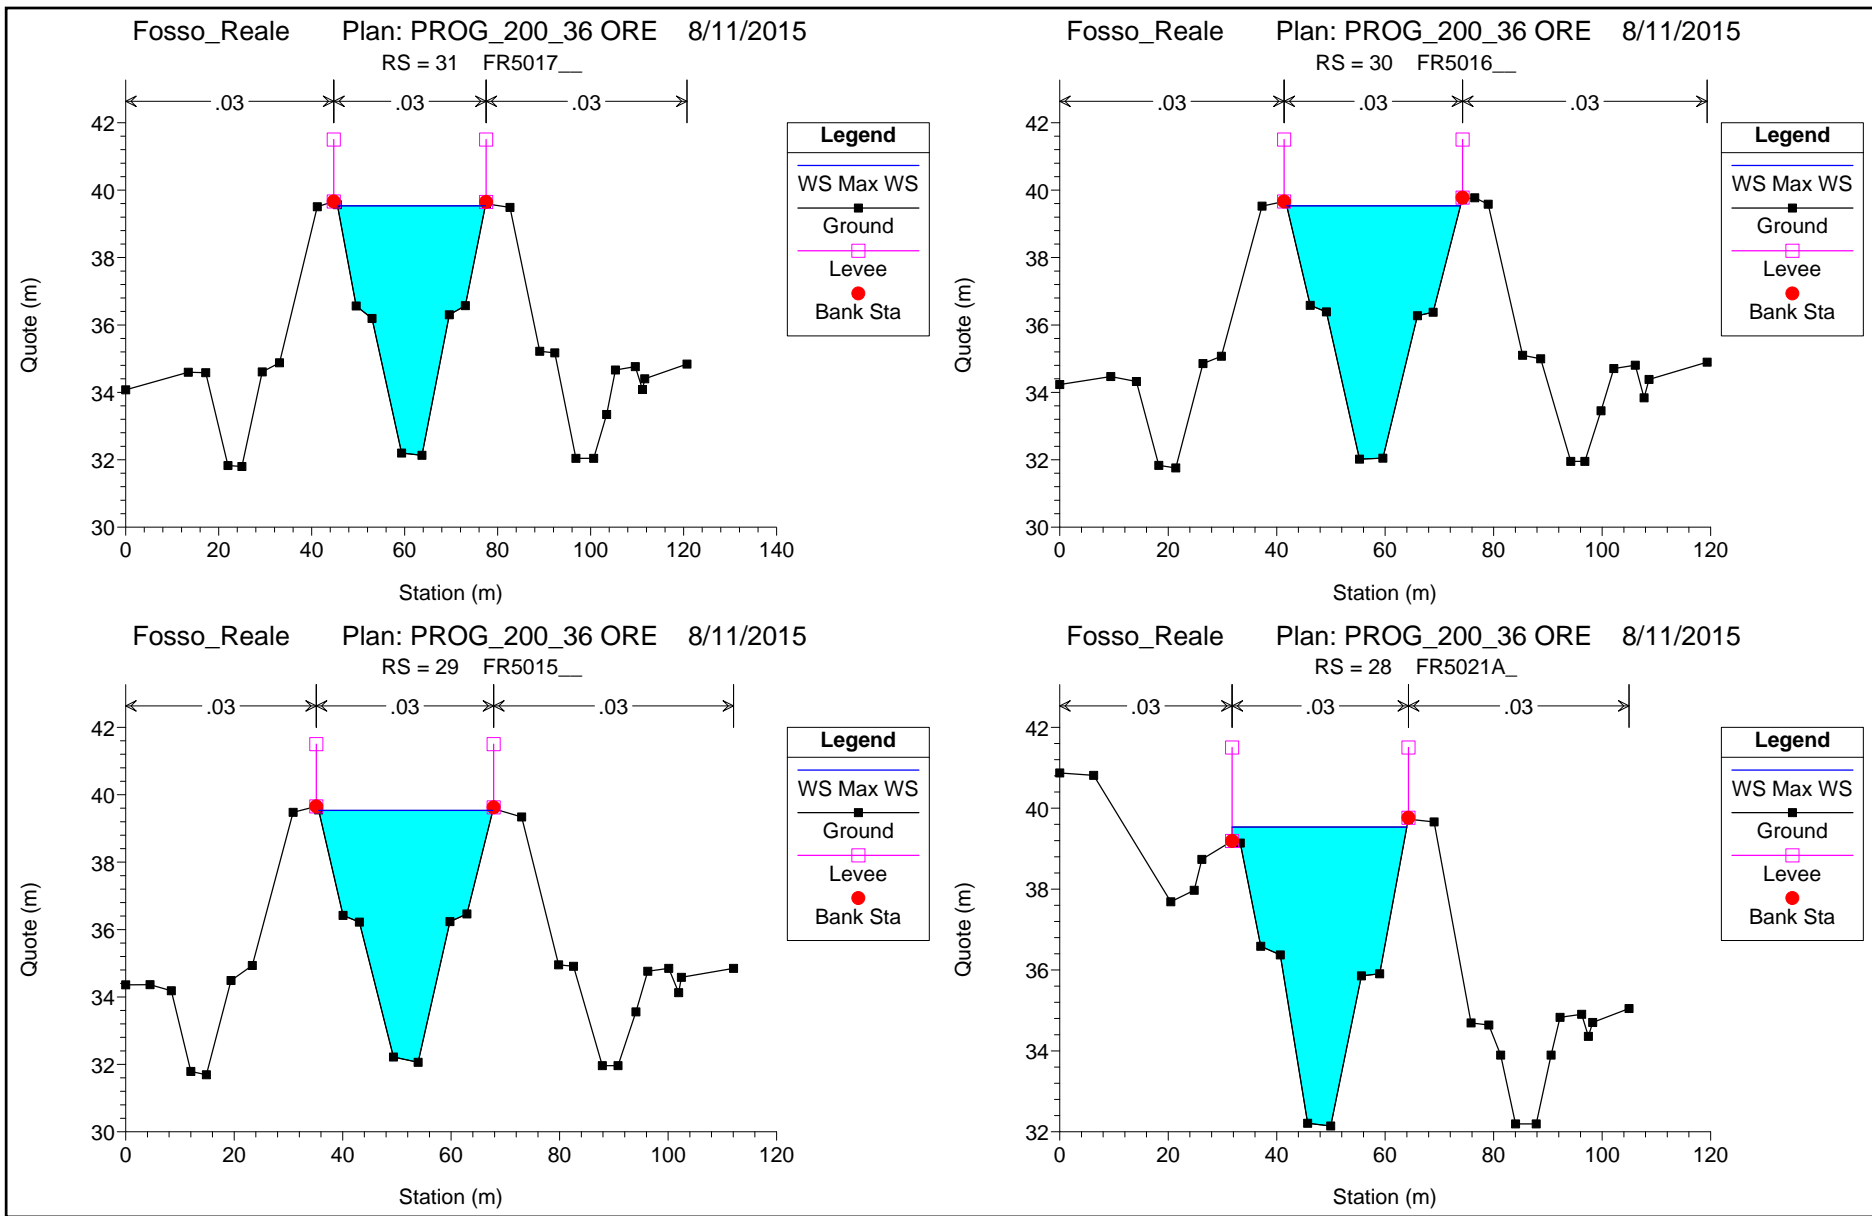 Fosso_Reale Plan: PROG_200_36 ORE 8/11/2015
RS = 31 FR5017__
.03 .03 .03
42
40
38
36
34
32
30
0 20 40 60 80 100 120 140
Station (m)
Quote (m)
Legend
WS Max WS
Ground
Levee
Bank Sta
Fosso_Reale Plan: PROG_200_36 ORE 8/11/2015
RS = 30 FR5016__
.03 .03 .03
42
40
38
36
34
32
30
0 20 40 60 80 100 120
Station (m)
Quote (m)
Legend
WS Max WS
Ground
Levee
Bank Sta
Fosso_Reale Plan: PROG_200_36 ORE 8/11/2015
RS = 29 FR5015__
.03 .03 .03
42
40
38
36
34
32
30
0 20 40 60 80 100 120
Station (m)
Quote (m)
Legend
WS Max WS
Ground
Levee
Bank Sta
Fosso_Reale Plan: PROG_200_36 ORE 8/11/2015
RS = 28 FR5021A_
.03 .03 .03
42
40
38
36
34
32
0 20 40 60 80 100 120
Station (m)
Quote (m)
Legend
WS Max WS
Ground
Levee
Bank Sta